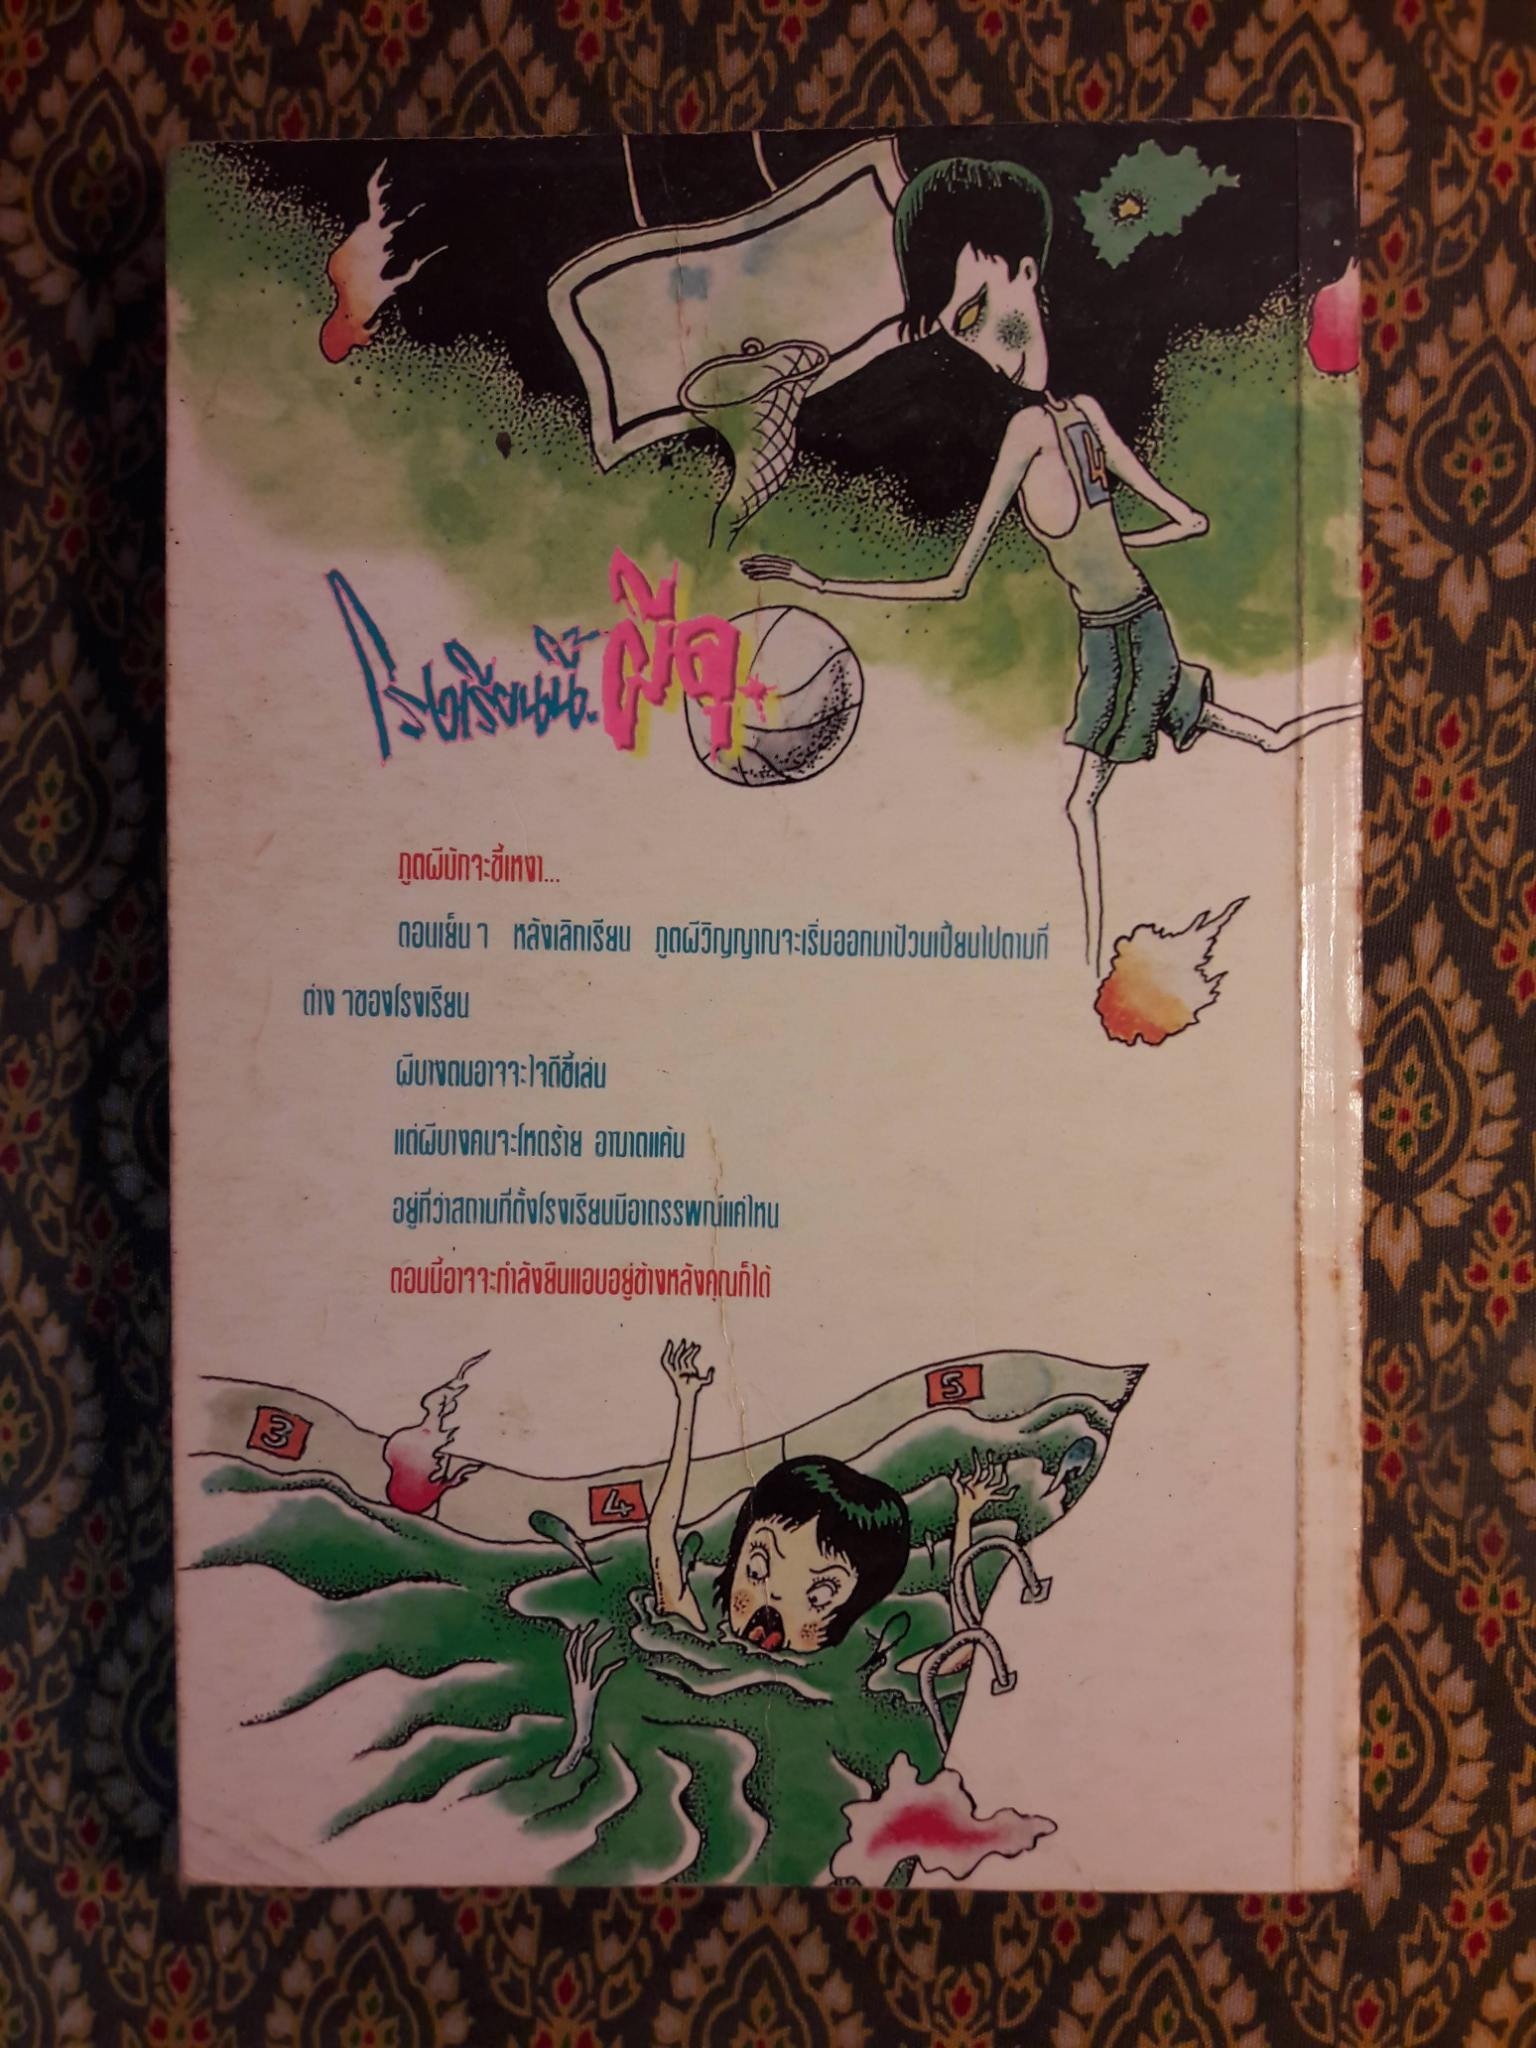 โรงเรียนนี้..ผีดุ
4
ภูตผีมักจะขี้เหงา...
ตอนเย็น ๆ หลังเลิกเรียน ภูตผีวิญญาณจะเริ่มออกมาป้วนเปี้ยนไปตามที่
ต่าง ๆของโรงเรียน
ผีบางตนอาจจะใจดีขี้เล่น
แต่ผีบางคนจะโหดร้าย อาฆาตแค้น
อยู่ที่ว่าสถานที่ตั้งโรงเรียนมีอาถรรพณ์แค่ไหน
ตอนนี้อาจจะกำลังยืนแอบอยู่ข้างหลังคุณก็ได้
3
4
5